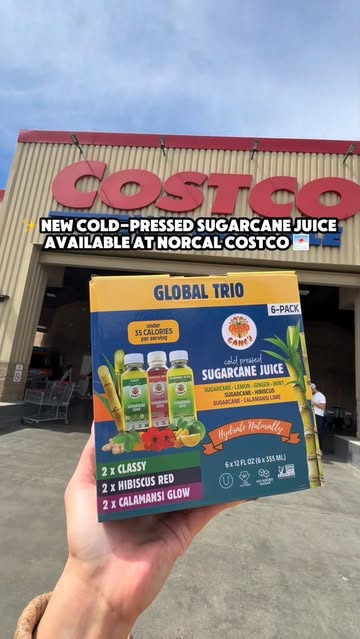 COSTCO
✨ NEW COLD-PRESSED SUGARCANE JUICE
AVAILABLE AT NORCAL COSTCO
GLOBAL TRIO
6-PACK
under
35 CALORIES
per serving
cold pressed
SUGARCANE JUICE
SUGARCANE - LEMON - GINGER - MINT
SUGARCANE - HIBISCUS
SUGARCANE - CALAMANSI LIME
Hydrate Naturally
2 x CLASSY
2 x HIBISCUS RED
2 x CALAMANSI GLOW
6 x 12 FL OZ (6 x 355 ML)